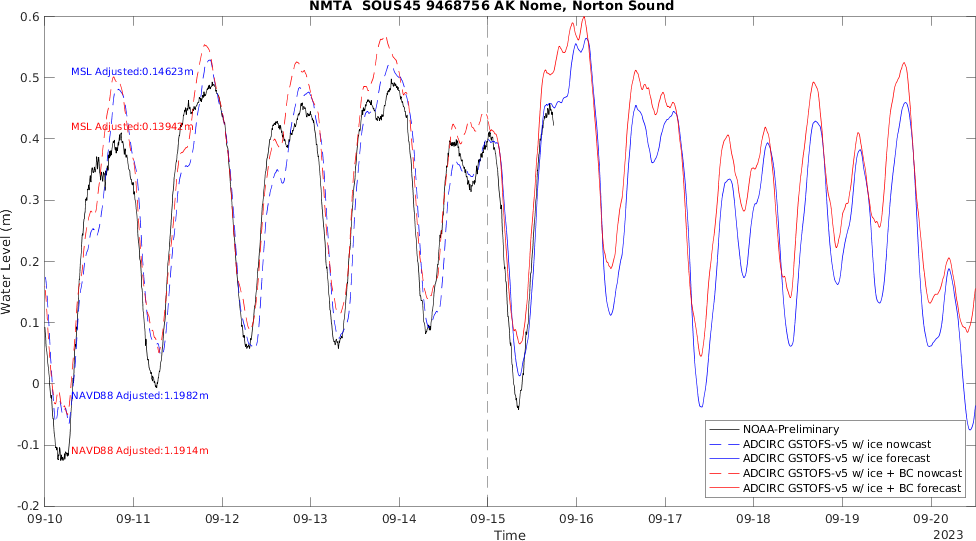 NMTA SOUS45 9468756 AK Nome, Norton Sound
0.6
0.5
0.4
0.3
0.2
0.1
0
-0.1
-0.2
Water Level (m)
MSL Adjusted:0.14623m
MSL Adjusted:0.13942m
NAVD88 Adjusted:1.1982m
NAVD88 Adjusted:1.1914m
NOAA-Preliminary
ADCIRC GSTOFS-v5 w/ ice nowcast
ADCIRC GSTOFS-v5 w/ ice forecast
ADCIRC GSTOFS-v5 w/ ice + BC nowcast
ADCIRC GSTOFS-v5 w/ ice + BC forecast
09-10 09-11 09-12 09-13 09-14 09-15 09-16 09-17 09-18 09-19 09-20
Time
2023